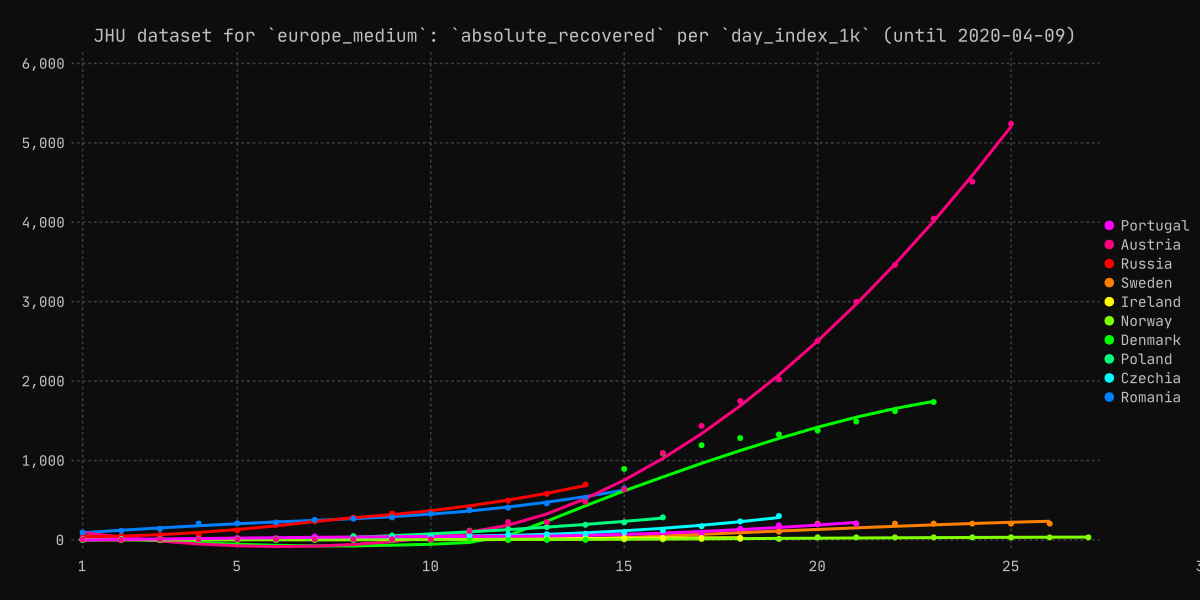 JHU dataset for `europe_medium`: `absolute_recovered` per `day_index_1k` (until 2020-04-09)
6,000
5,000
4,000
3,000
2,000
1,000
0
1 5 10 15 20 25 3
Portugal
Austria
Russia
Sweden
Ireland
Norway
Denmark
Poland
Czechia
Romania